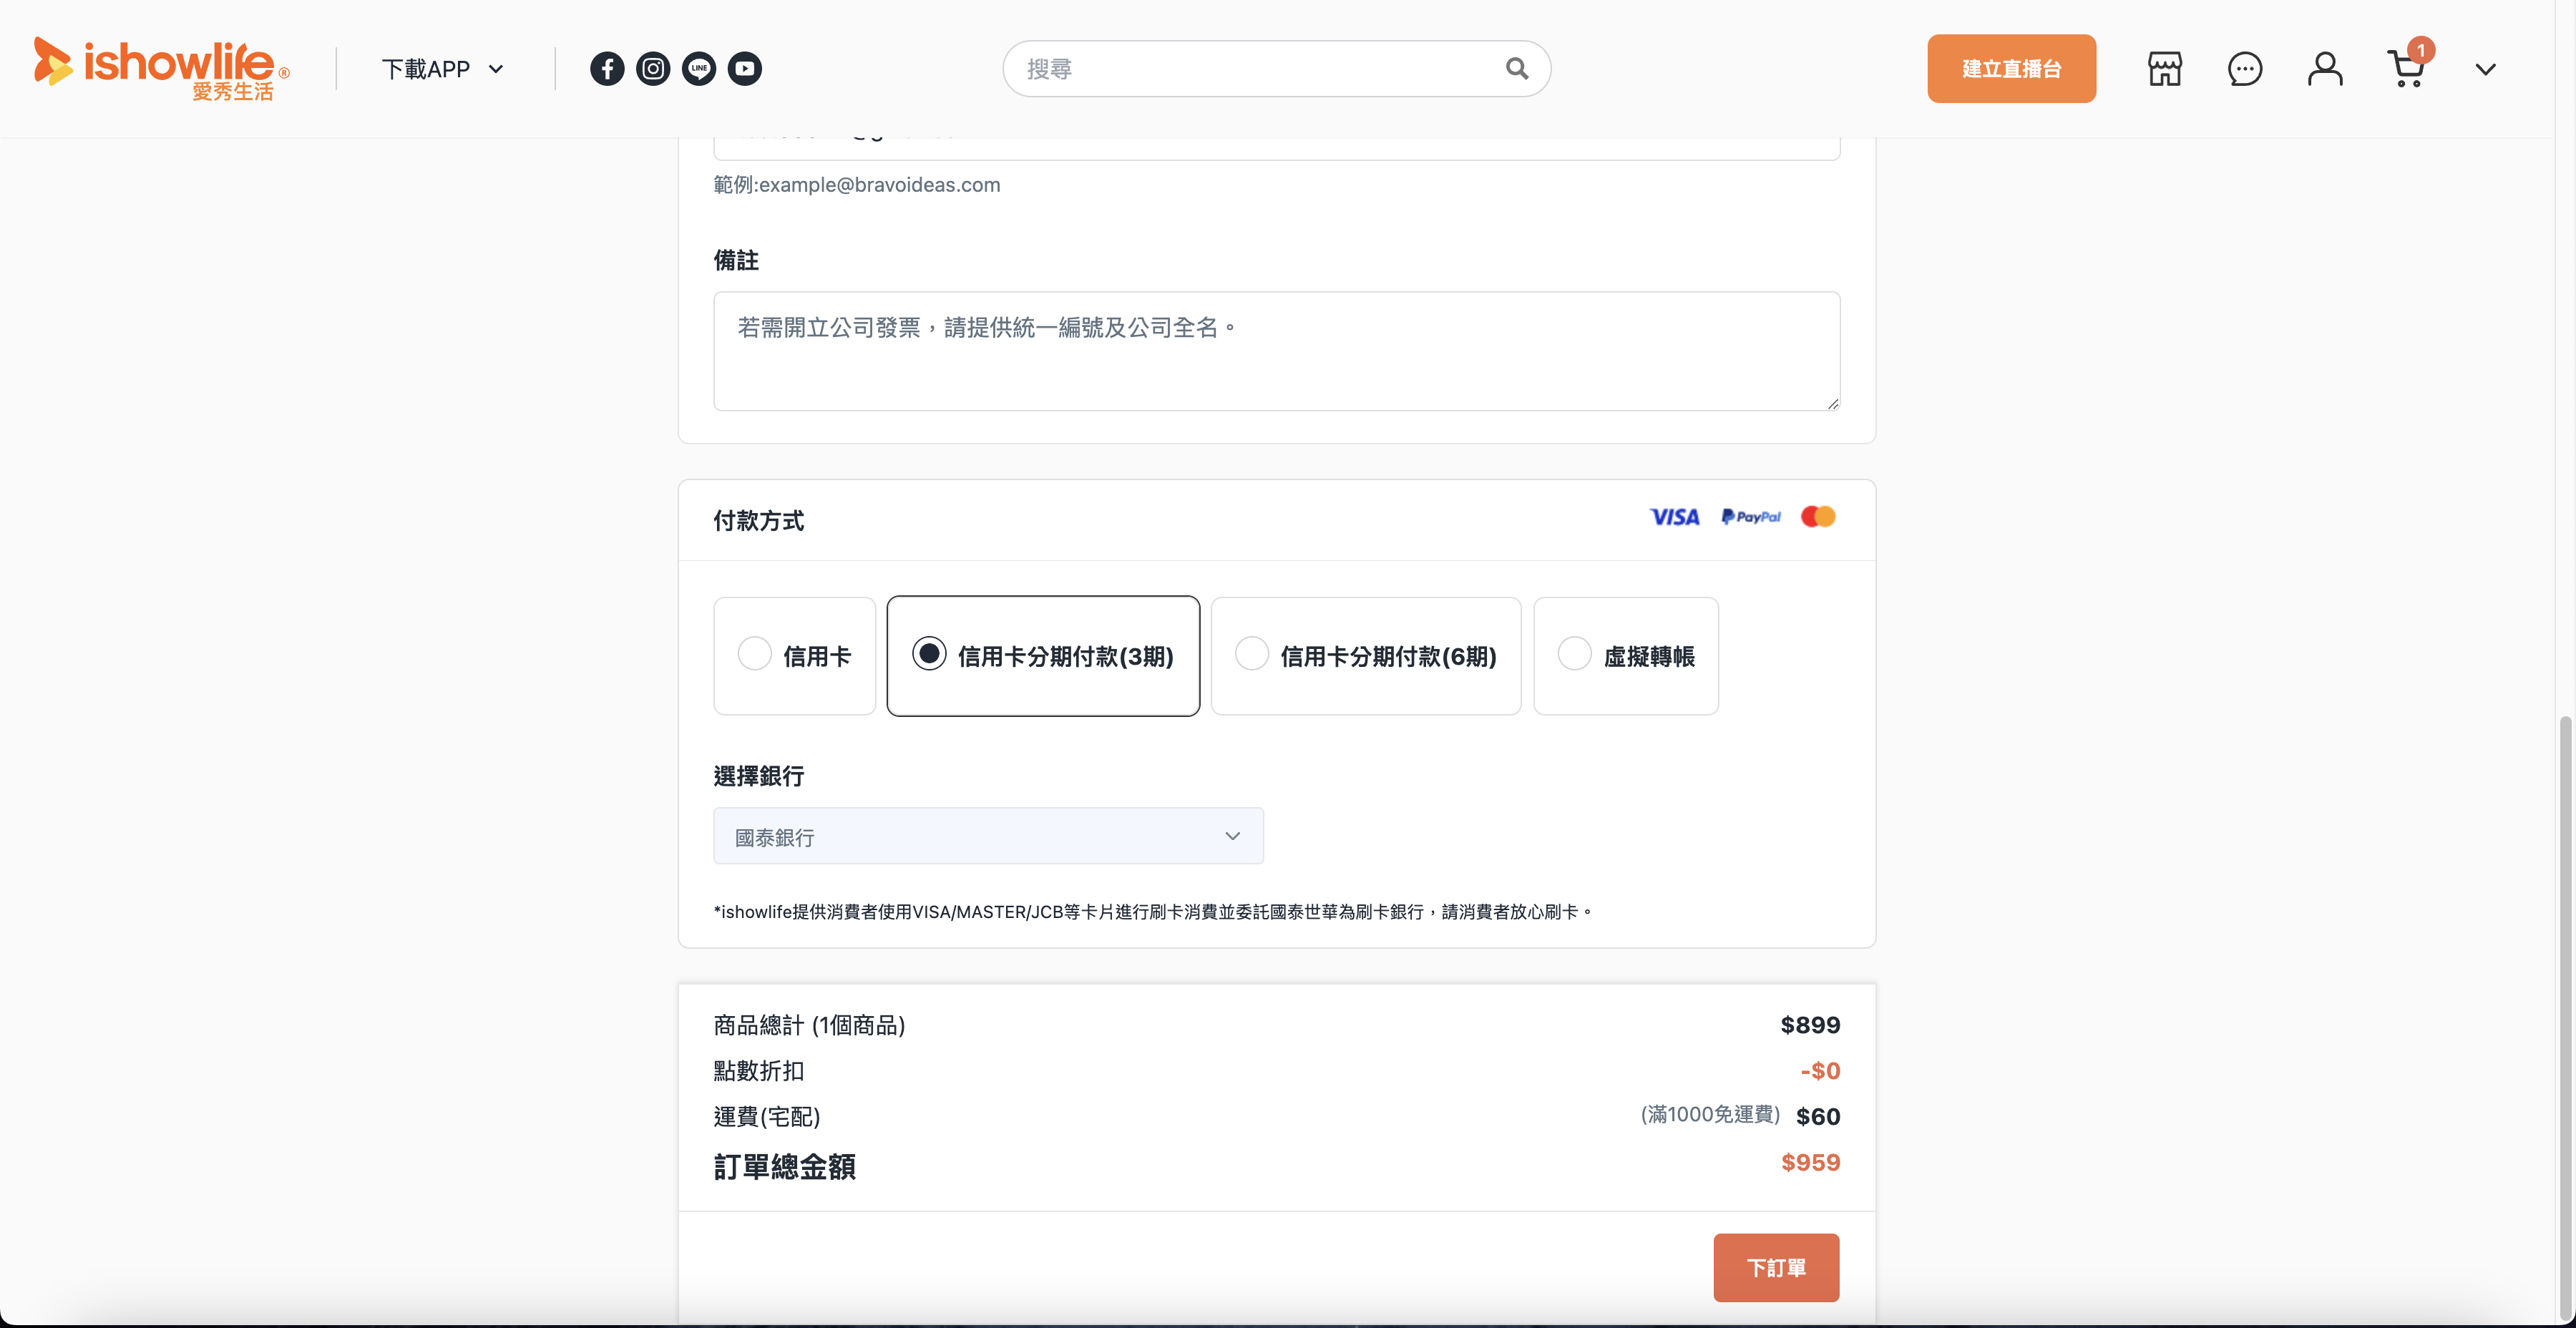 ishowlife®
愛秀生活
下載APP
LINE
搜尋
建立直播台
1
範例:example@bravoideas.com
備註
若需開立公司發票，請提供統一編號及公司全名。
付款方式
VISA
PayPal
信用卡
信用卡分期付款(3期)
信用卡分期付款(6期)
虛擬轉帳
選擇銀行
國泰銀行
*ishowlife提供消費者使用VISA/MASTER/JCB等卡片進行刷卡消費並委託國泰世華為刷卡銀行，請消費者放心刷卡。
商品總計 (1個商品) $899
點數折扣 -$0
運費(宅配) (滿1000免運費) $60
訂單總金額 $959
下訂單